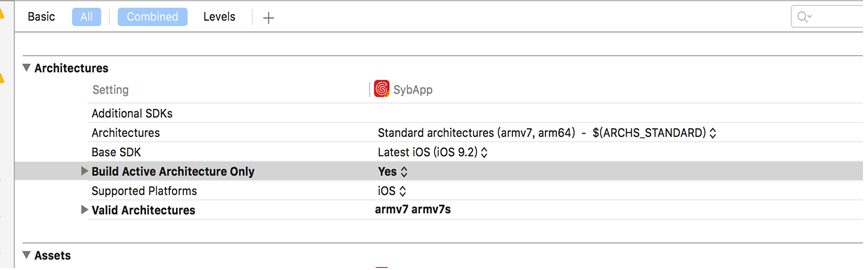 Basic All Combined Levels +
Architectures
Setting SybApp
Additional SDKs
Architectures Standard architectures (armv7, arm64) - $(ARCHS_STANDARD)
Base SDK Latest iOS (iOS 9.2)
Build Active Architecture Only Yes
Supported Platforms iOS
Valid Architectures armv7 armv7s
Assets